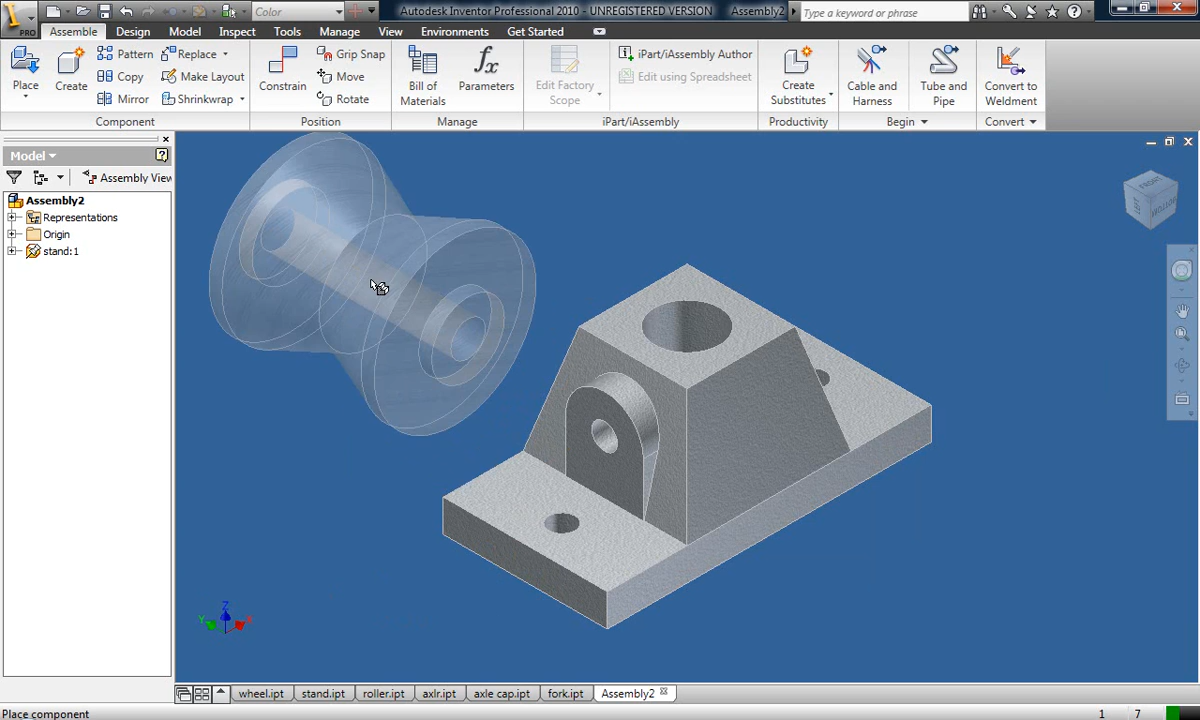 Color
Autodesk Inventor Professional 2010 - UNREGISTERED VERSION Assembly2
Type a keyword or phrase
PRO
Assemble Design Model Inspect Tools Manage View Environments Get Started
Place
Create
Pattern
Copy
Mirror
Replace
Make Layout
Shrinkwrap
Component
Constrain
Grip Snap
Move
Rotate
Position
Bill of Materials
fx
Parameters
Manage
Edit Factory Scope
iPart/iAssembly Author
Edit using Spreadsheet
iPart/iAssembly
Create Substitutes
Productivity
Cable and Harness
Tube and Pipe
Begin
Convert to Weldment
Convert
Model
Assembly View
Assembly2
Representations
Origin
stand:1
FRONT
Z
Y
X
wheel.ipt stand.ipt roller.ipt axlr.ipt axle cap.ipt fork.ipt Assembly2
Place component
1 7